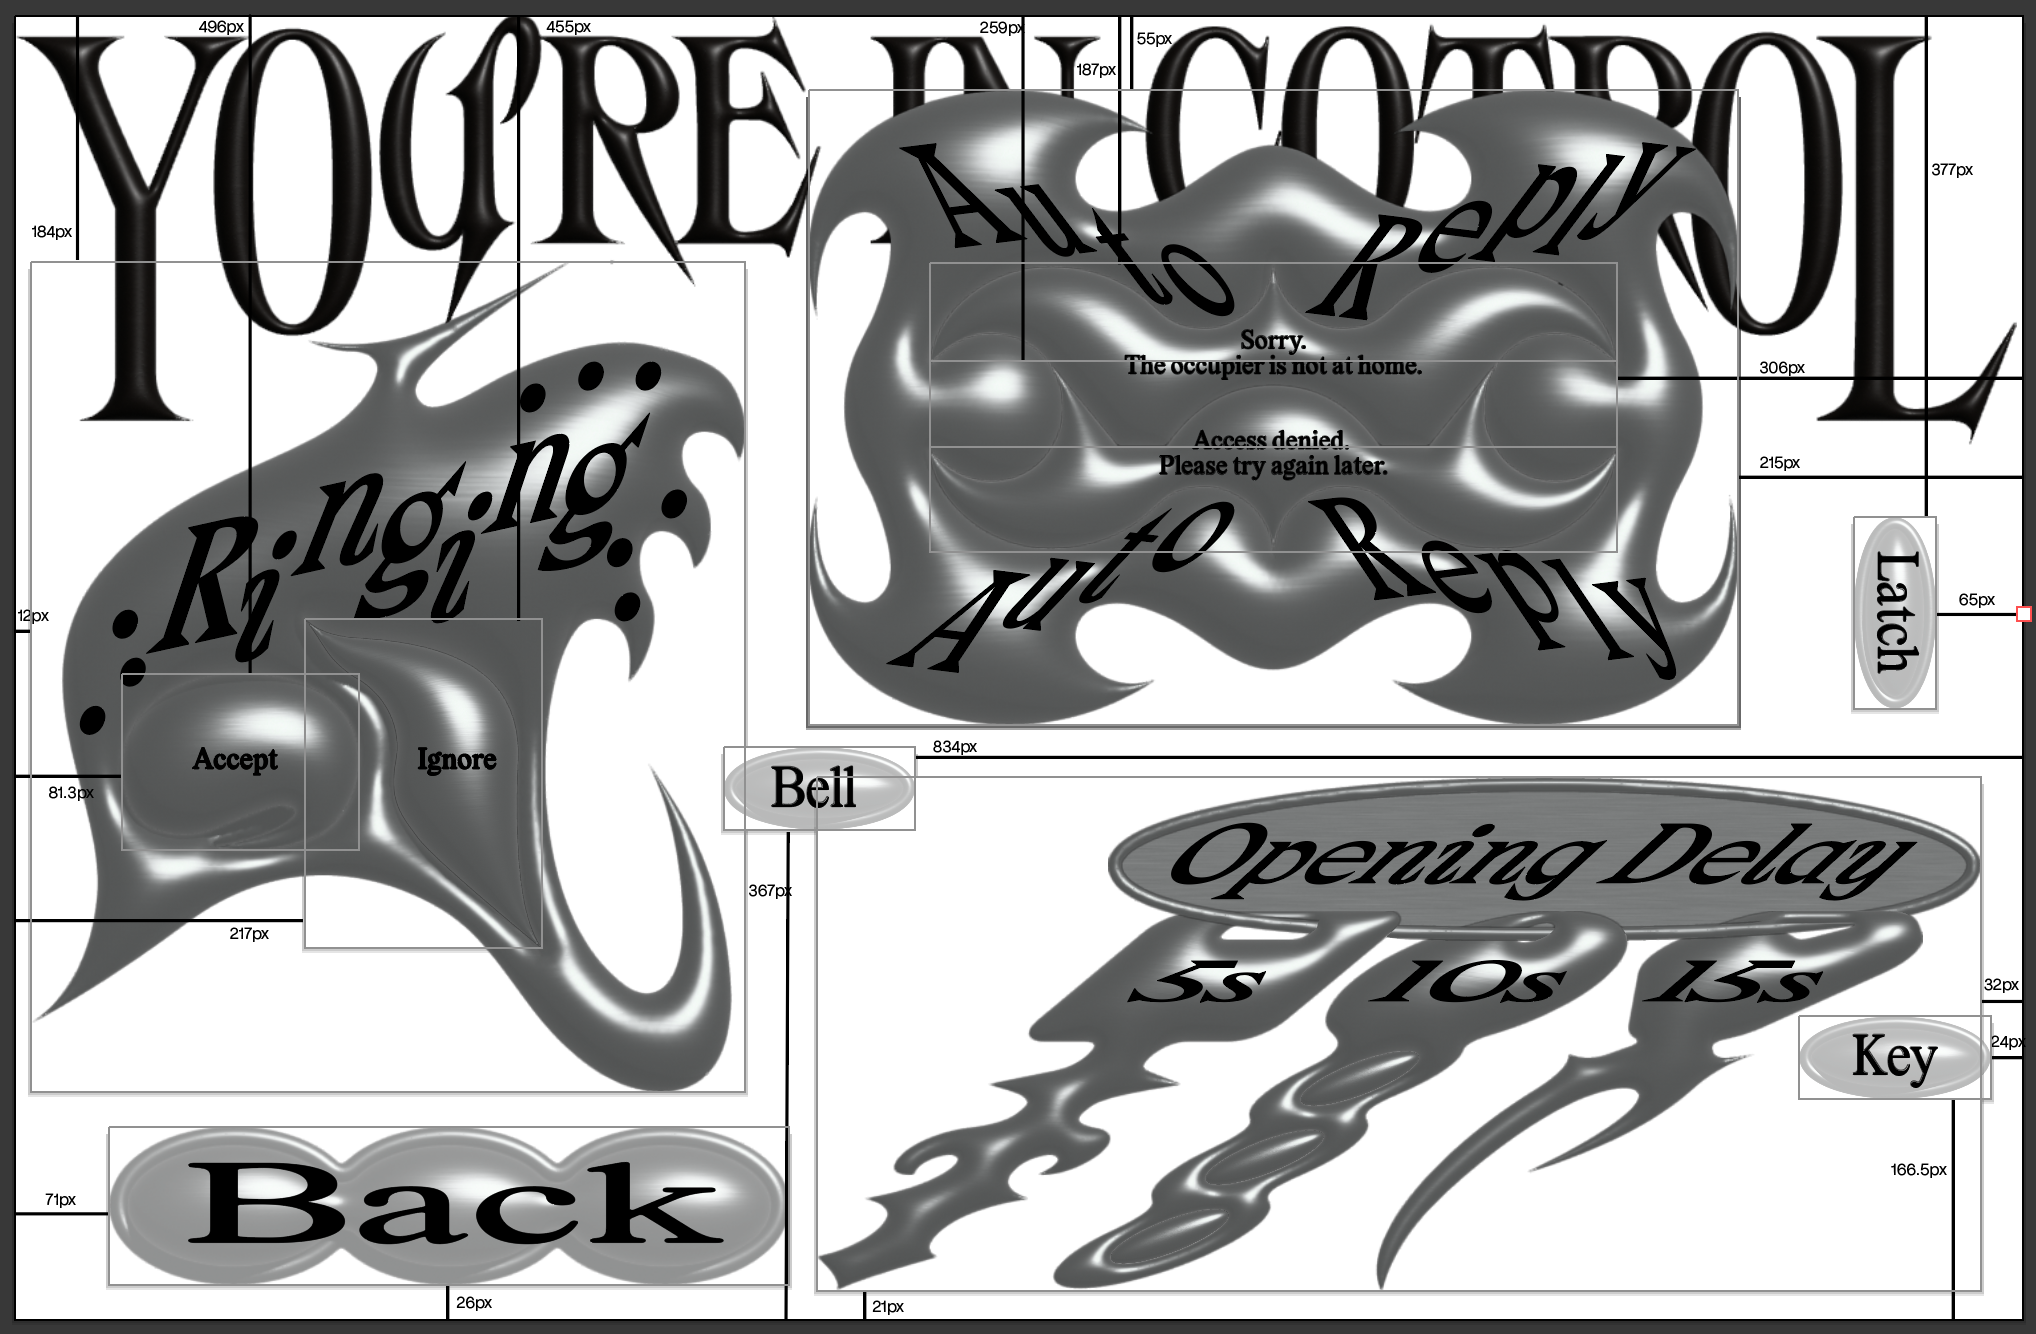 YOU'RE IN COTROL
496px
455px
259px
187px
55px
377px
184px
Auto Reply
Sorry.
The occupier is not at home.
306px
Access denied.
Please try again later.
215px
Auto Reply
Ringing...
Ringing...
12px
Latch
65px
Accept
Ignore
81.3px
834px
Bell
367px
217px
Opening Delay
5s
10s
15s
32px
Key
24px
166.5px
Back
71px
26px
21px